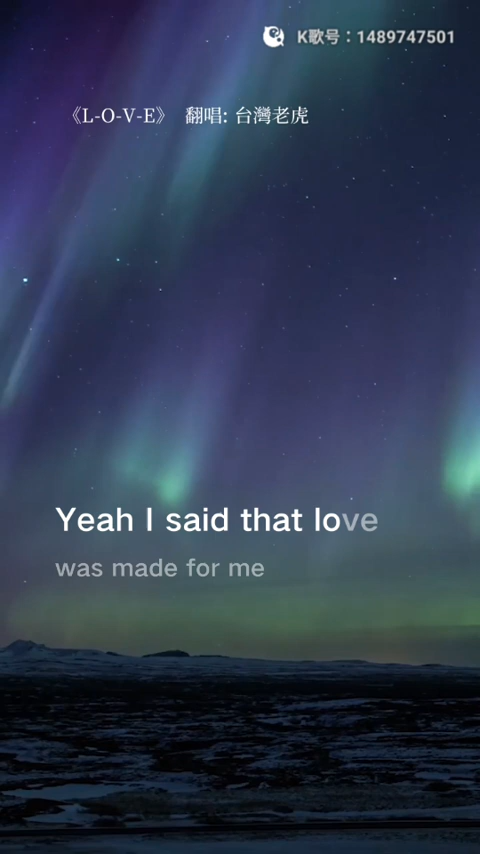 K歌号：1489747501
《L-O-V-E》 翻唱: 台灣老虎
Yeah I said that love
was made for me